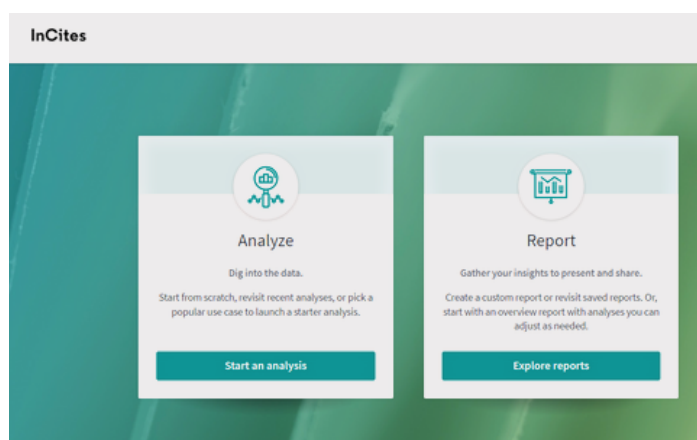 InCites
Analyze
Dig into the data.
Start from scratch, revisit recent analyses, or pick a
popular use case to launch a starter analysis.
Start an analysis
Report
Gather your insights to present and share.
Create a custom report or revisit saved reports. Or,
start with an overview report with analyses you can
adjust as needed.
Explore reports